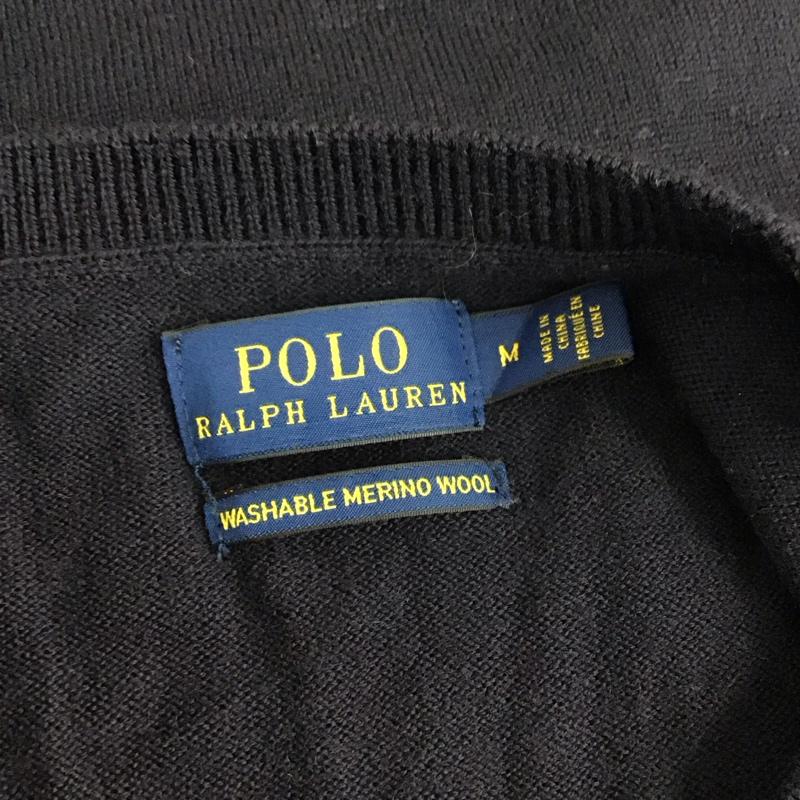 POLO
RALPH LAUREN
M
MADE IN
CHINA
FABRIQUÉ EN
CHINE
WASHABLE MERINO WOOL